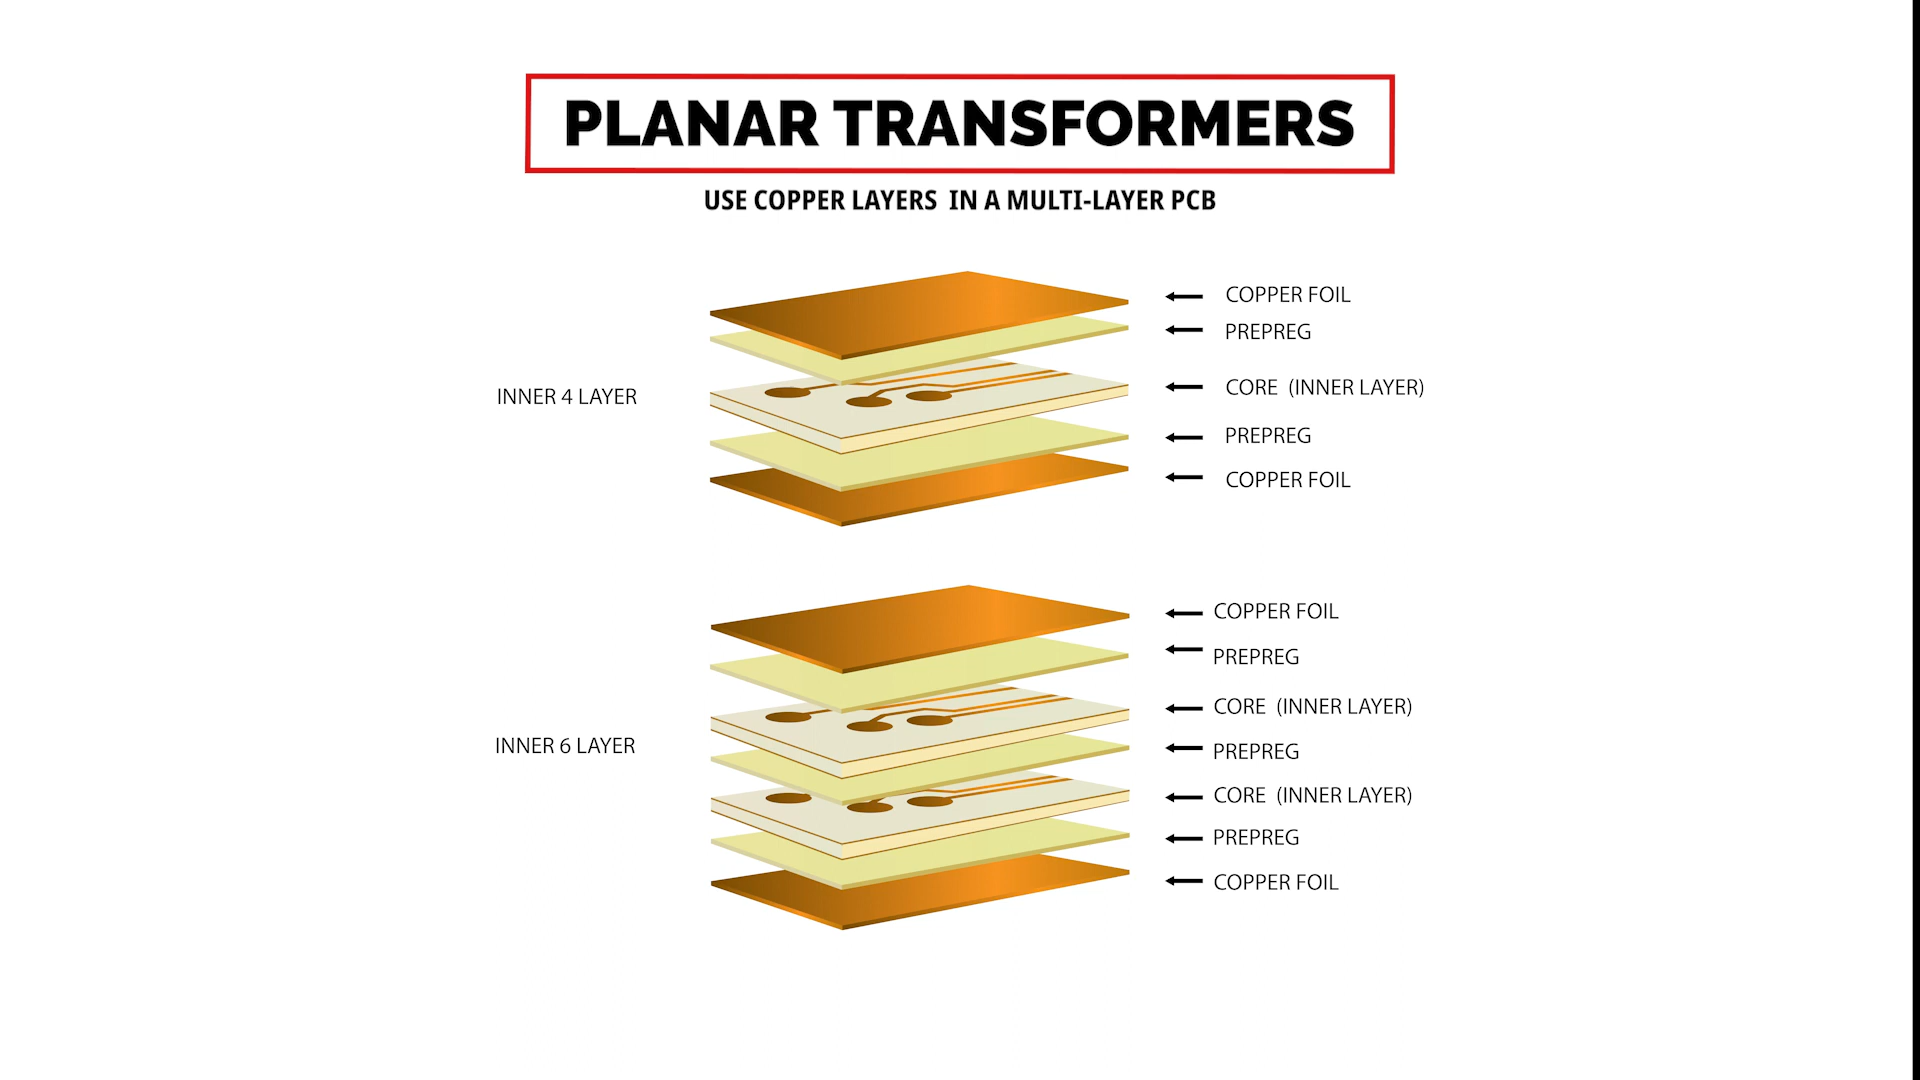 PLANAR TRANSFORMERS
USE COPPER LAYERS IN A MULTI-LAYER PCB
INNER 4 LAYER
COPPER FOIL
PREPREG
CORE (INNER LAYER)
PREPREG
COPPER FOIL
INNER 6 LAYER
COPPER FOIL
PREPREG
CORE (INNER LAYER)
PREPREG
CORE (INNER LAYER)
PREPREG
COPPER FOIL